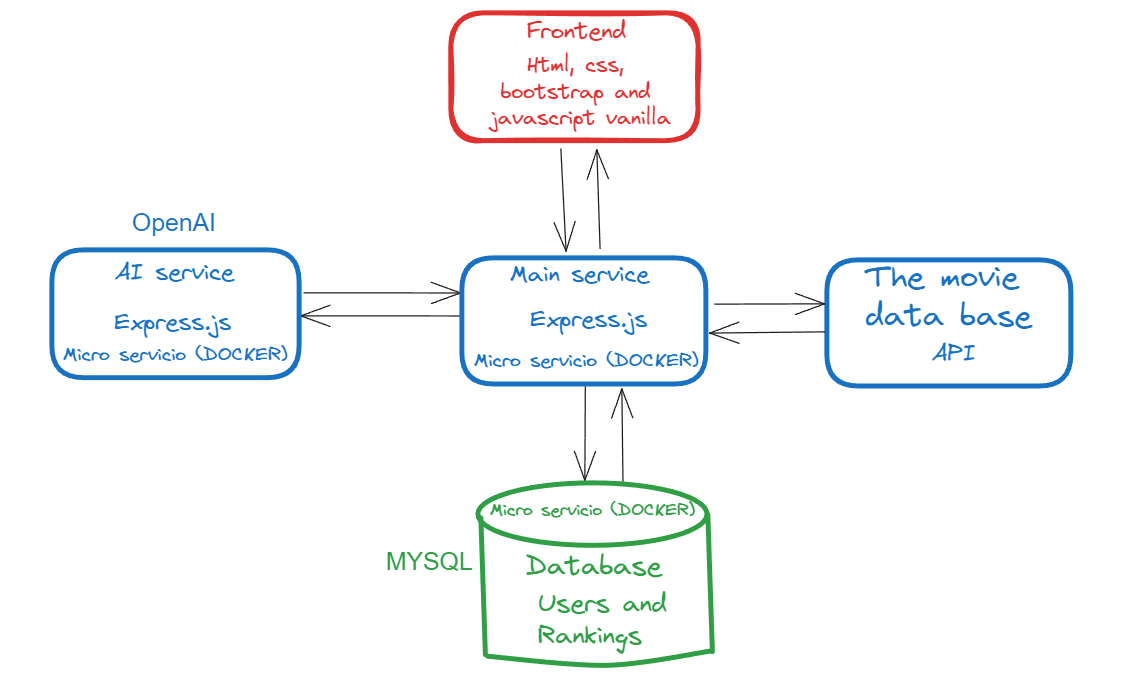 Frontend
Html, css,
bootstrap and
javascript vanilla
OpenAI
AI service
Express.js
Micro servicio (DOCKER)
Main service
Express.js
Micro servicio (DOCKER)
The movie
data base
API
Micro servicio (DOCKER)
MYSQL
Database
Users and
Rankings